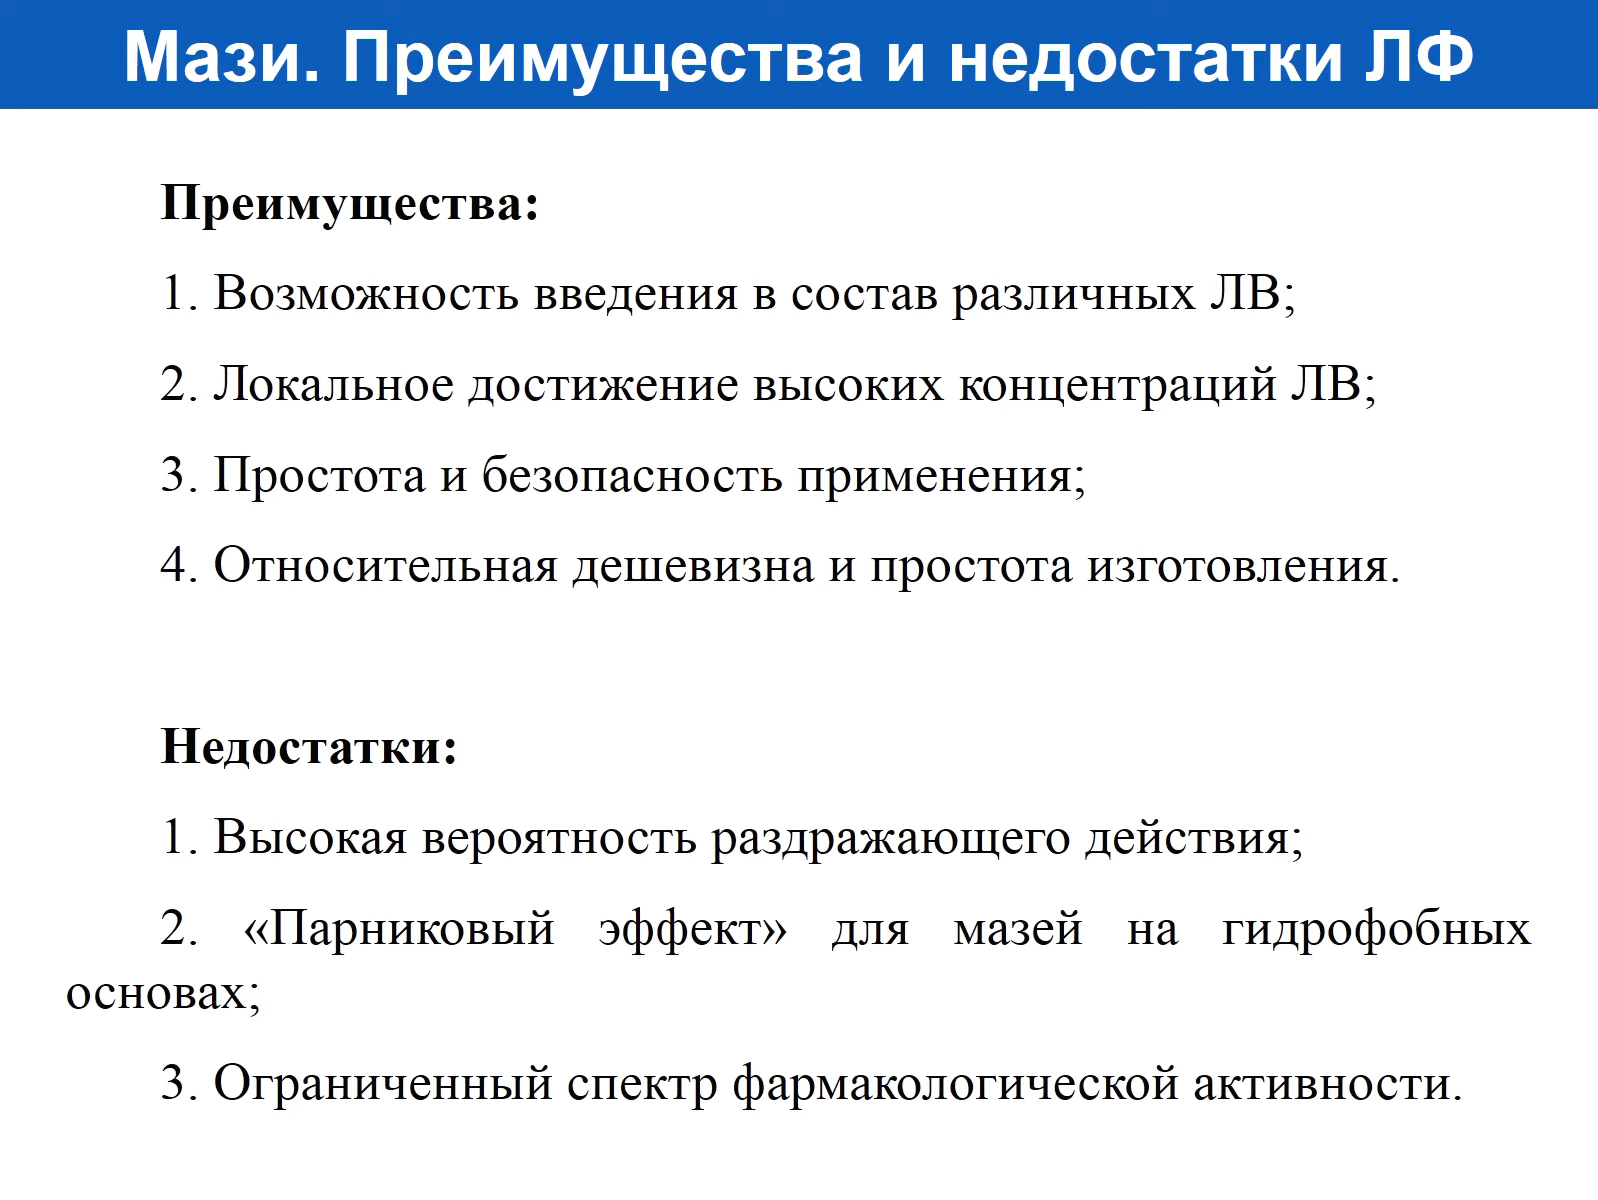 Мази. Преимущества и недостатки ЛФ
Преимущества:
1. Возможность введения в состав различных ЛВ;
2. Локальное достижение высоких концентраций ЛВ;
3. Простота и безопасность применения;
4. Относительная дешевизна и простота изготовления.
Недостатки:
1. Высокая вероятность раздражающего действия;
2. «Парниковый эффект» для мазей на гидрофобных
основах;
3. Ограниченный спектр фармакологической активности.